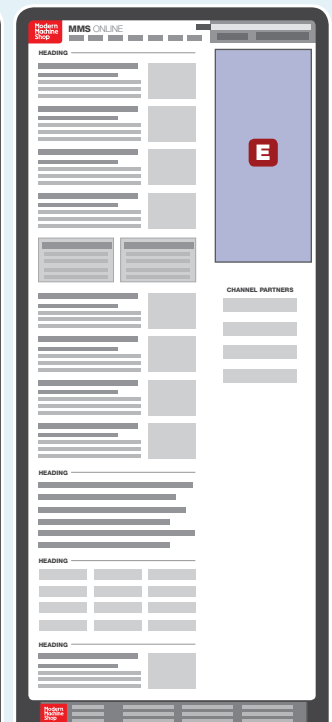 Modern
Machine
Shop
MMS ONLINE
HEADING
E
CHANNEL PARTNERS
HEADING
HEADING
HEADING
Modern
Machine
Shop